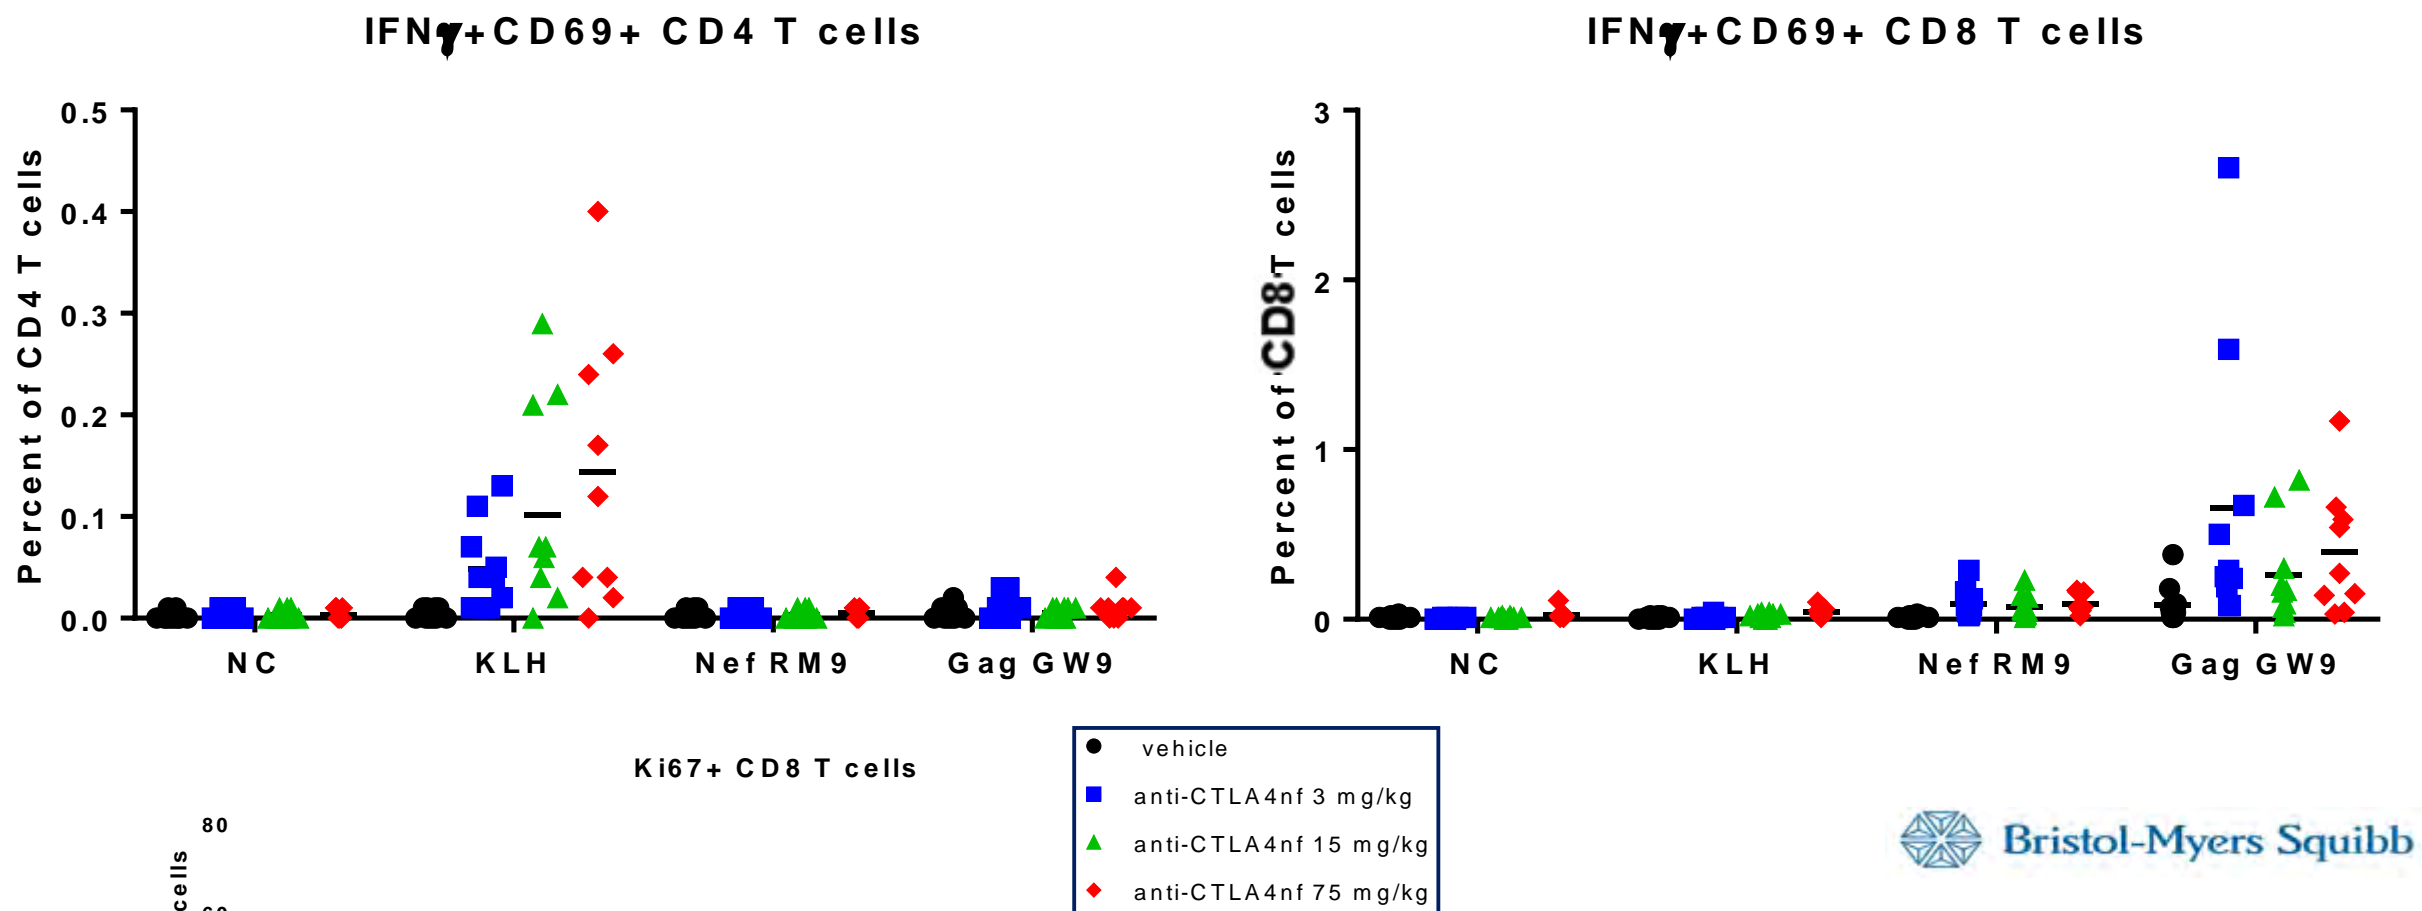 IFNγ+CD69+ CD4 T cells
IFNγ+CD69+ CD8 T cells
Percent of CD4 T cells
0.5
0.4
0.3
0.2
0.1
0.0
NC KLH Nef RM9 Gag GW9
Percent of CD8 T cells
3
2
1
0
NC KLH Nef RM9 Gag GW9
Ki67+ CD8 T cells
80
cells
vehicle
anti-CTLA4nf 3 mg/kg
anti-CTLA4nf 15 mg/kg
anti-CTLA4nf 75 mg/kg
Bristol-Myers Squibb